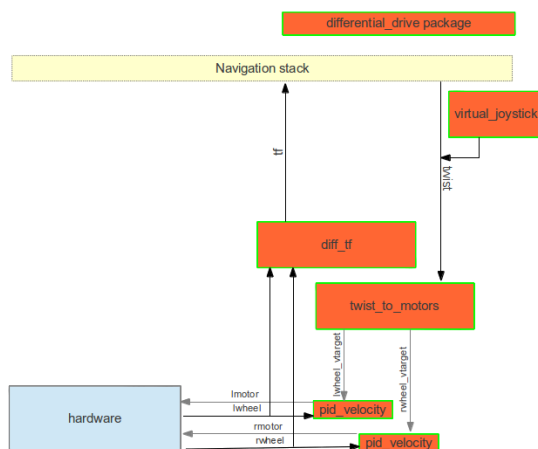 differential_drive package
Navigation stack
virtual_joystick
tf
twist
diff_tf
twist_to_motors
lwheel_vtarget
rwheel_vtarget
lmotor
lwheel
pid_velocity
hardware
rmotor
rwheel
pid_velocity